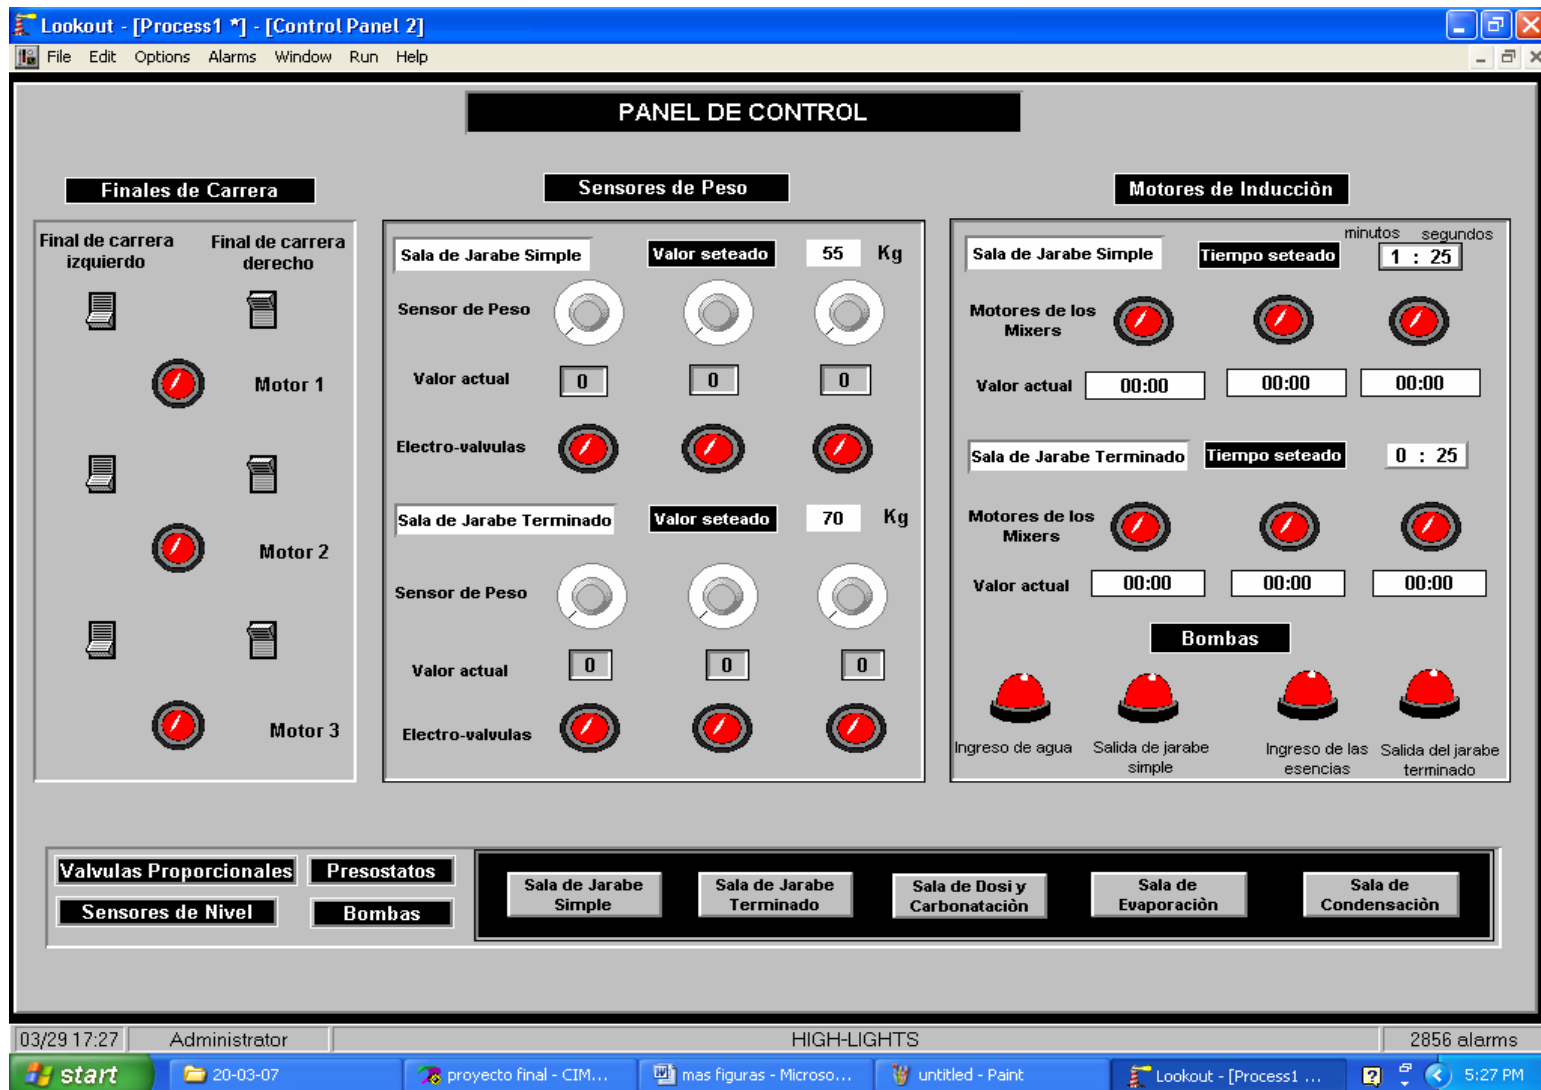 Lookout - [Process1 *] - [Control Panel 2]
File Edit Options Alarms Window Run Help
PANEL DE CONTROL
Finales de Carrera
Final de carrera izquierdo
Final de carrera derecho
Motor 1
Motor 2
Motor 3
Sensores de Peso
Sala de Jarabe Simple Valor seteado 55 Kg
Sensor de Peso
Valor actual 0 0 0
Electro-valvulas
Sala de Jarabe Terminado Valor seteado 70 Kg
Sensor de Peso
Valor actual 0 0 0
Electro-valvulas
Motores de Inducciòn
minutos segundos
Sala de Jarabe Simple Tiempo seteado 1 : 25
Motores de los Mixers
Valor actual 00:00 00:00 00:00
Sala de Jarabe Terminado Tiempo seteado 0 : 25
Motores de los Mixers
Valor actual 00:00 00:00 00:00
Bombas
Ingreso de agua
Salida de jarabe simple
Ingreso de las esencias
Salida del jarabe terminado
Valvulas Proporcionales Presostatos
Sensores de Nivel Bombas
Sala de Jarabe Simple
Sala de Jarabe Terminado
Sala de Dosi y Carbonataciòn
Sala de Evaporaciòn
Sala de Condensaciòn
03/29 17:27 Administrator HIGH-LIGHTS 2856 alarms
start 20-03-07 proyecto final - CIM... mas figuras - Microso... untitled - Paint Lookout - [Process1 ... 5:27 PM